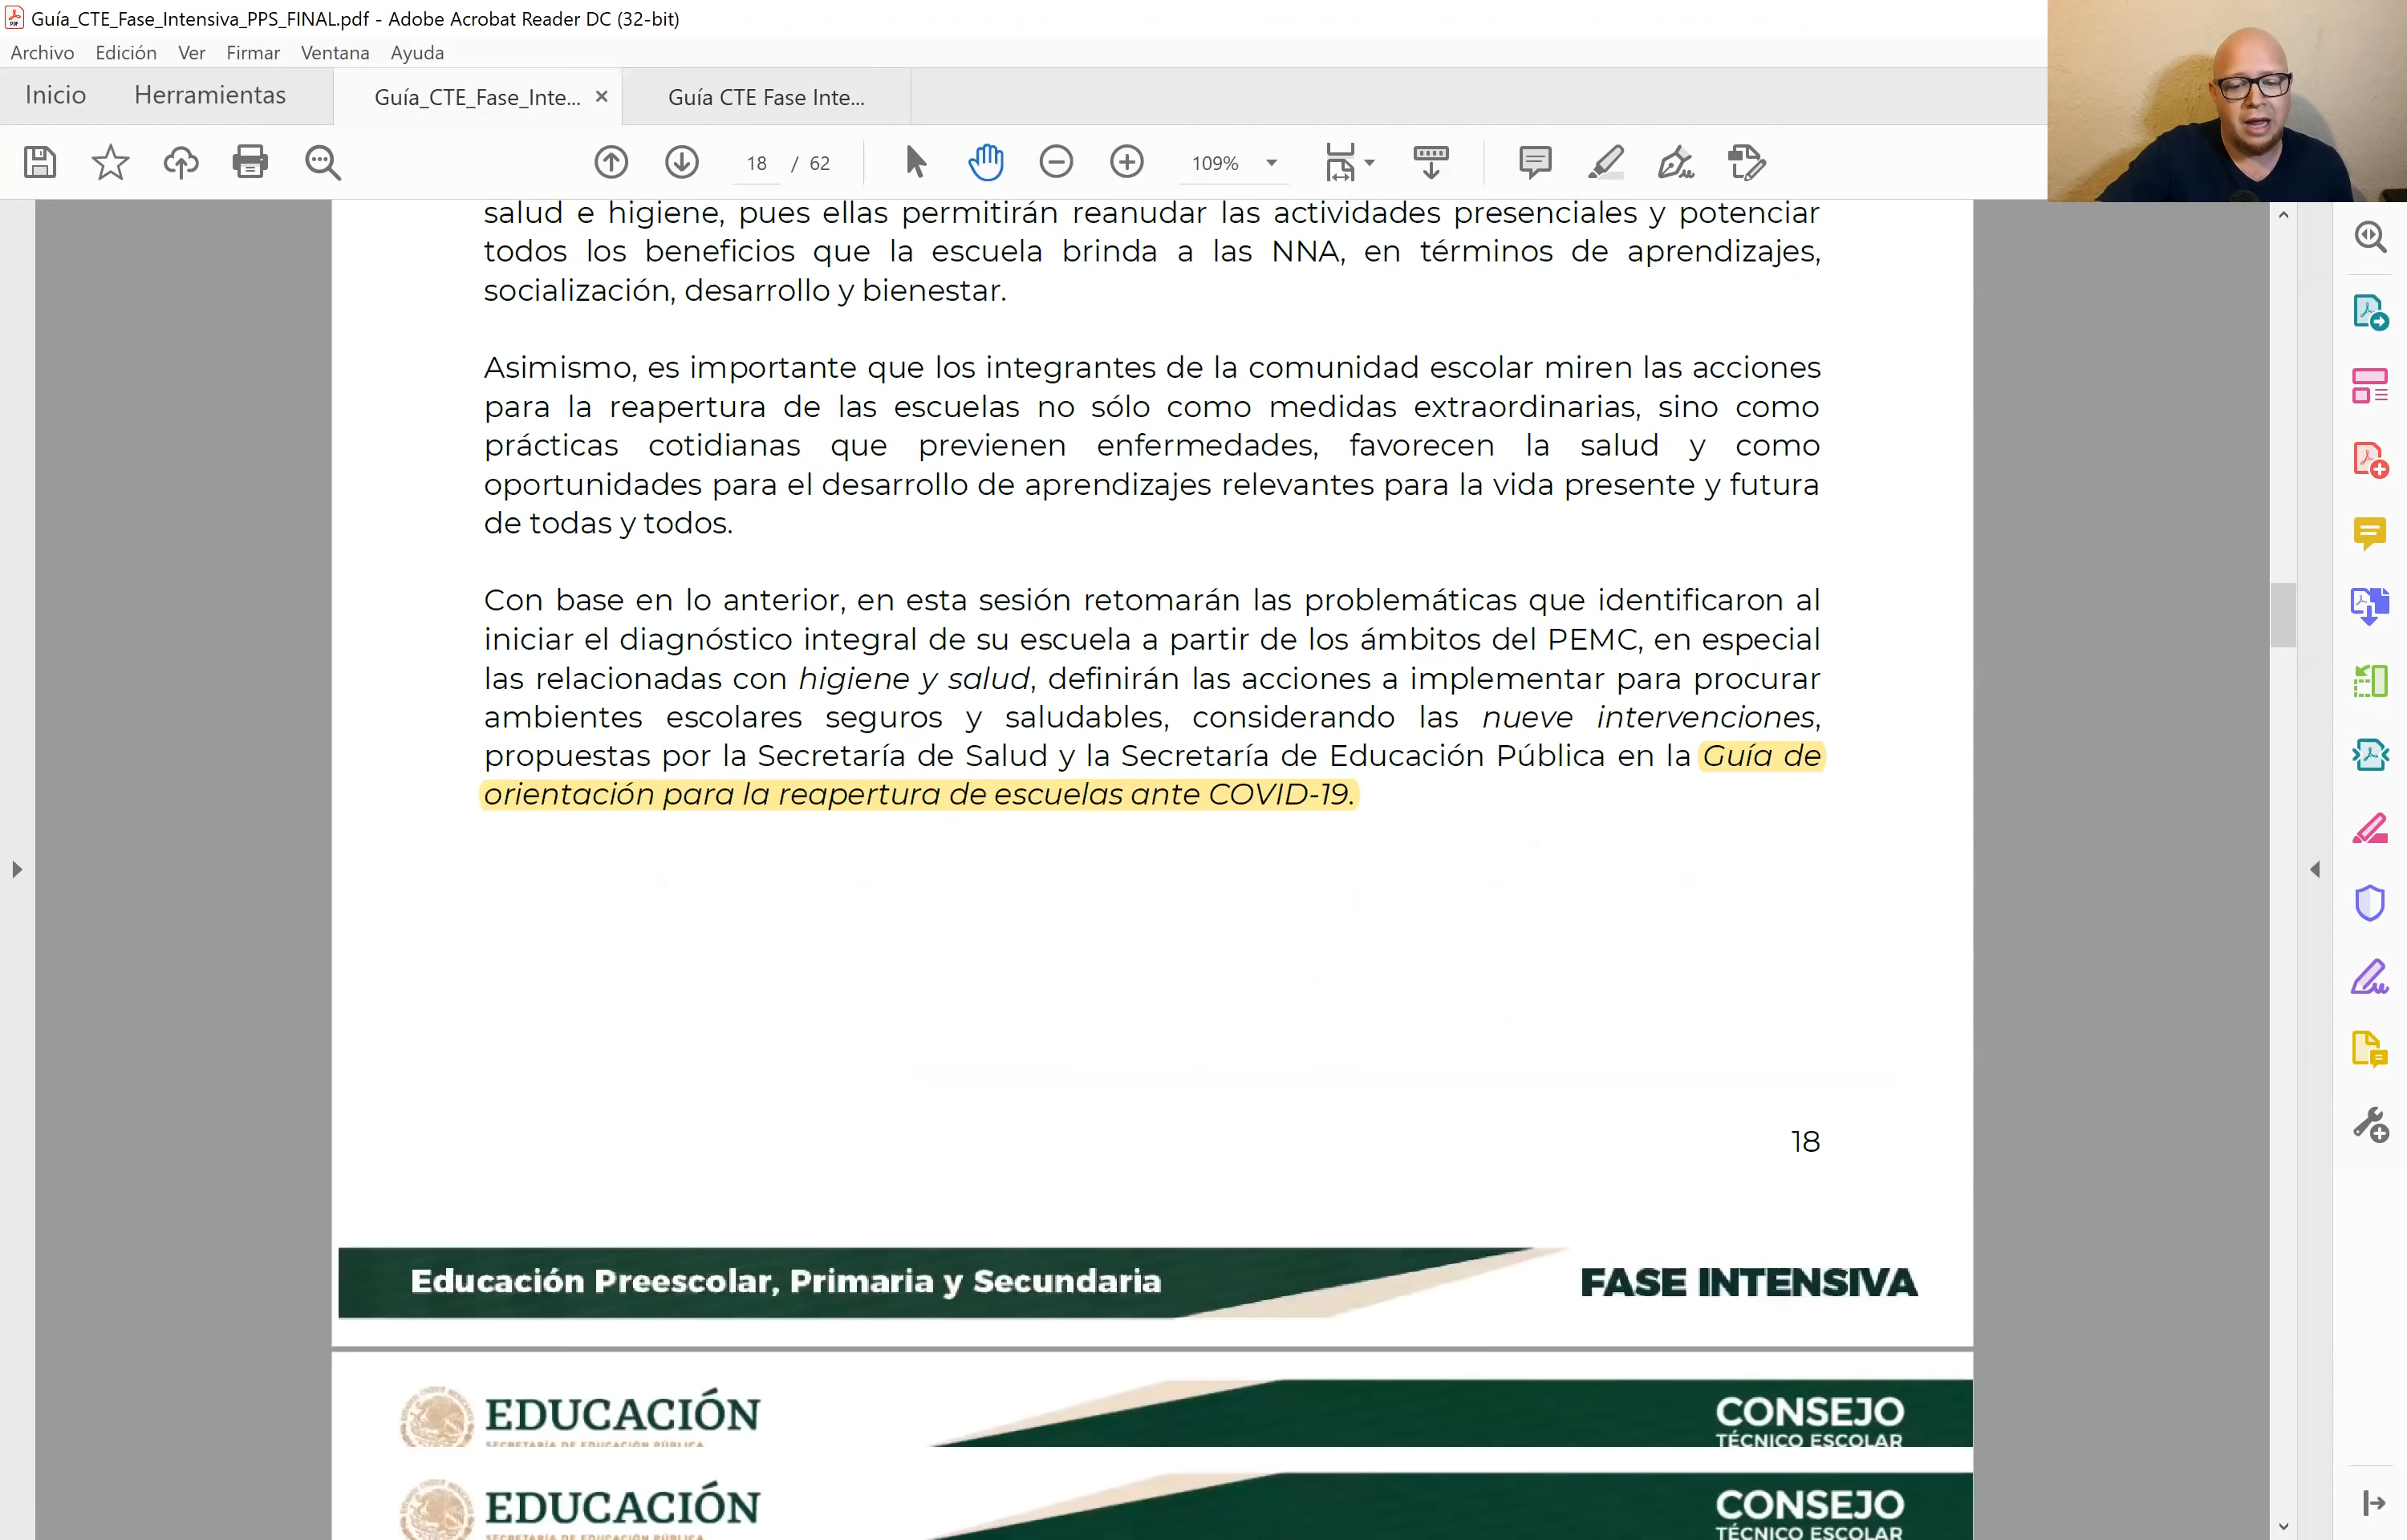 Guía_CTE_Fase_Intensiva_PPS_FINAL.pdf - Adobe Acrobat Reader DC (32-bit)
Archivo Edición Ver Firmar Ventana Ayuda
Inicio Herramientas Guía_CTE_Fase_Inte... × Guía CTE Fase Inte...
18 / 62 109%
salud e higiene, pues ellas permitirán reanudar las actividades presenciales y potenciar
todos los beneficios que la escuela brinda a las NNA, en términos de aprendizajes,
socialización, desarrollo y bienestar.
Asimismo, es importante que los integrantes de la comunidad escolar miren las acciones
para la reapertura de las escuelas no sólo como medidas extraordinarias, sino como
prácticas cotidianas que previenen enfermedades, favorecen la salud y como
oportunidades para el desarrollo de aprendizajes relevantes para la vida presente y futura
de todas y todos.
Con base en lo anterior, en esta sesión retomarán las problemáticas que identificaron al
iniciar el diagnóstico integral de su escuela a partir de los ámbitos del PEMC, en especial
las relacionadas con higiene y salud, definirán las acciones a implementar para procurar
ambientes escolares seguros y saludables, considerando las nueve intervenciones,
propuestas por la Secretaría de Salud y la Secretaría de Educación Pública en la Guía de
orientación para la reapertura de escuelas ante COVID-19.
18
Educación Preescolar, Primaria y Secundaria FASE INTENSIVA
EDUCACIÓN CONSEJO
SECRETARÍA DE EDUCACIÓN PÚBLICA TÉCNICO ESCOLAR
EDUCACIÓN CONSEJO
SECRETARÍA DE EDUCACIÓN PÚBLICA TÉCNICO ESCOLAR